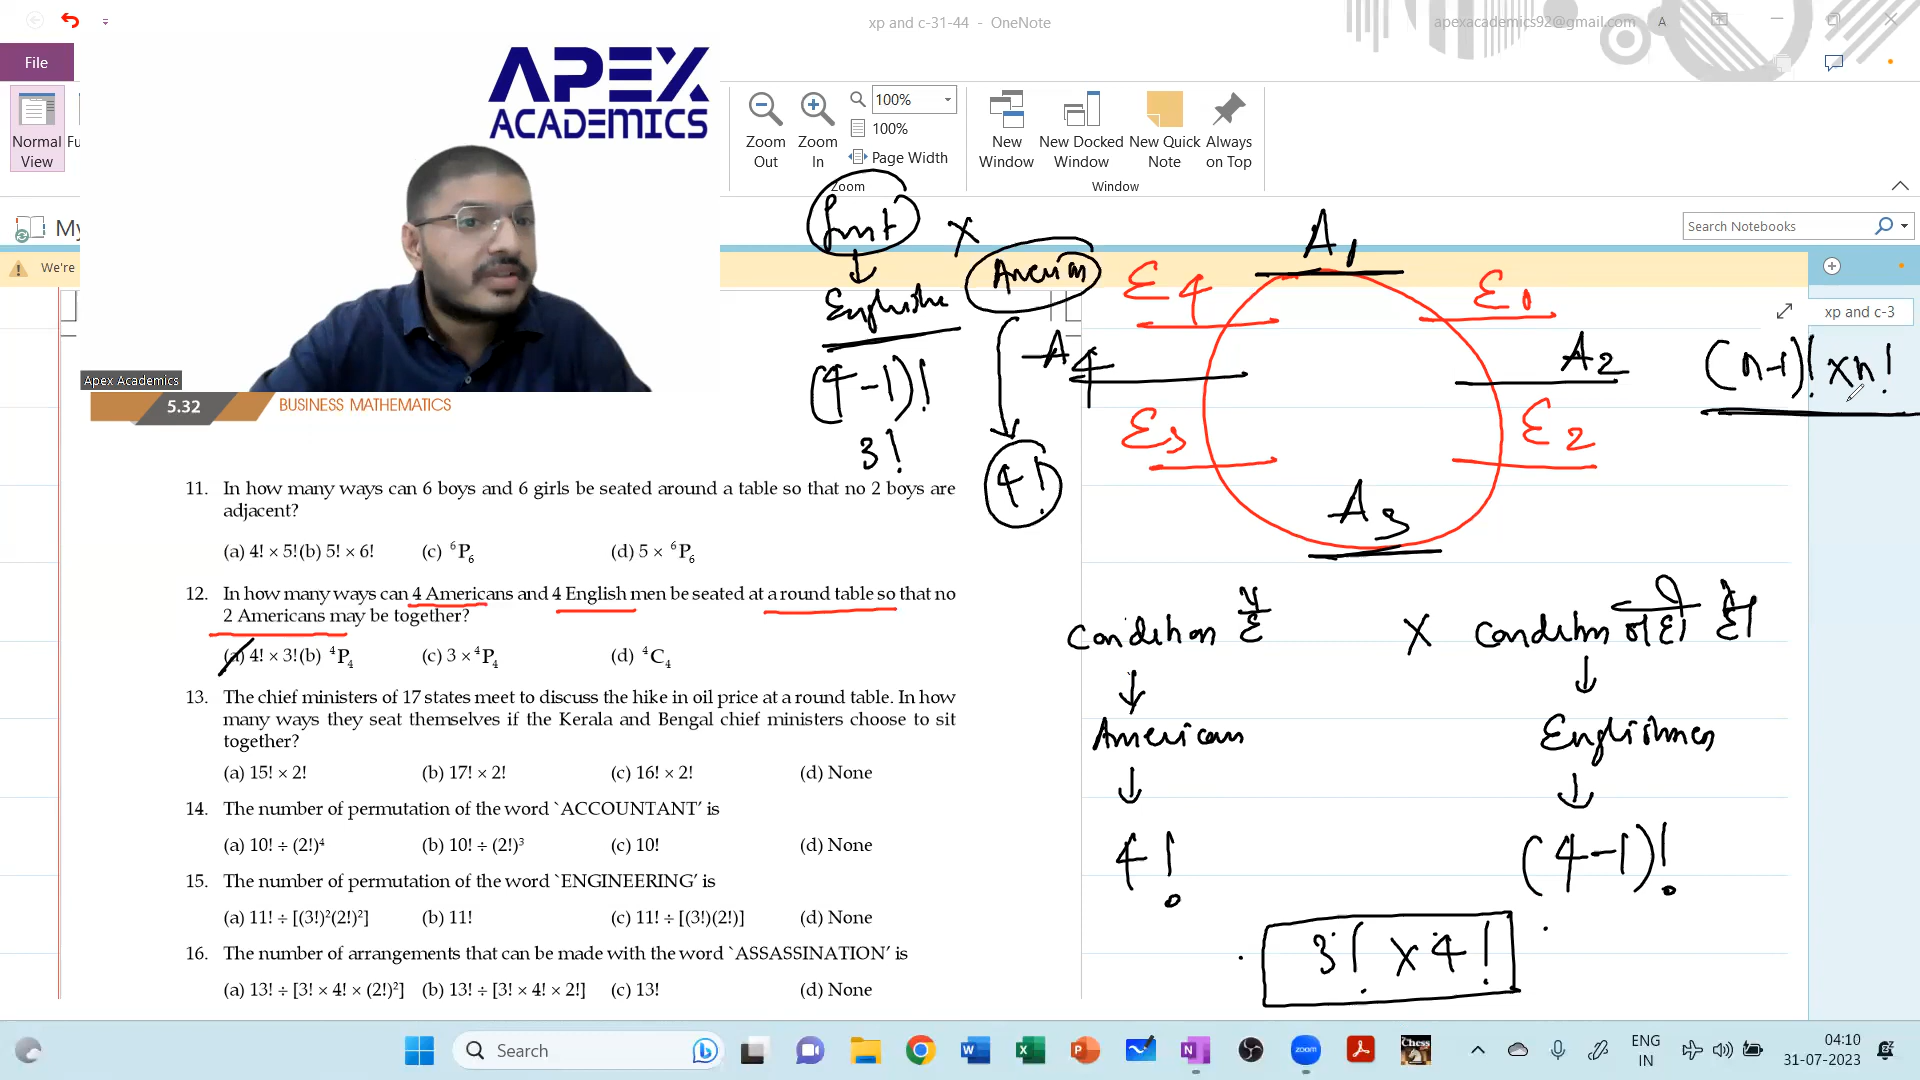 xp and c-31-44 - OneNote
apexacademics92@gmail.com
A
File
APEX
ACADEMICS
Normal
View
Fu
100%
100%
Page Width
Zoom
Out
Zoom
In
Zoom
New
Window
New Docked
Window
New Quick
Note
Always
on Top
Window
My
Search Notebooks
We're
xp and c-3
Apex Academics
5.32
BUSINESS MATHEMATICS
11. In how many ways can 6 boys and 6 girls be seated around a table so that no 2 boys are
adjacent?
(a) 4! × 5! (b) 5! × 6! (c) ⁶P₆ (d) 5 × ⁶P₆
12. In how many ways can 4 Americans and 4 English men be seated at a round table so that no
2 Americans may be together?
(a) 4! × 3! (b) ⁴P₄ (c) 3 × ⁴P₄ (d) ⁴C₄
13. The chief ministers of 17 states meet to discuss the hike in oil price at a round table. In how
many ways they seat themselves if the Kerala and Bengal chief ministers choose to sit
together?
(a) 15! × 2! (b) 17! × 2! (c) 16! × 2! (d) None
14. The number of permutation of the word `ACCOUNTANT' is
(a) 10! ÷ (2!)⁴ (b) 10! ÷ (2!)³ (c) 10! (d) None
15. The number of permutation of the word `ENGINEERING' is
(a) 11! ÷ [(3!)²(2!)²] (b) 11! (c) 11! ÷ [(3!)(2!)] (d) None
16. The number of arrangements that can be made with the word `ASSASSINATION' is
(a) 13! ÷ [3! × 4! × (2!)²] (b) 13! ÷ [3! × 4! × 2!] (c) 13! (d) None
X
(4-1)!
3!
4!
A1
E4
E1
A4
A2
E3
E2
A3
(n-1)! x n!
Condition
X
Condition
American
Englishmen
4!
(4-1)!
3! x 4!
Search
Chess
ENG
IN
04:10
31-07-2023